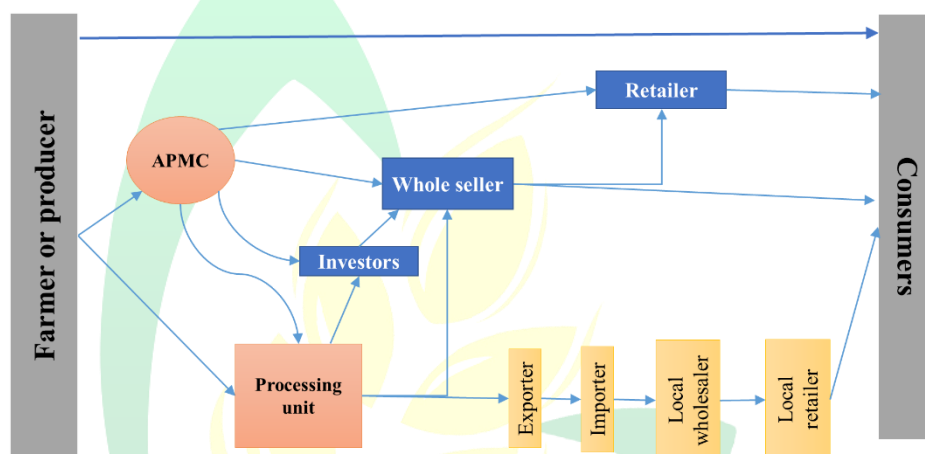 Farmer or producer
Retailer
APMC
Whole seller
Consumers
Investors
Processing
unit
Exporter
Importer
Local
wholesaler
Local
retailer